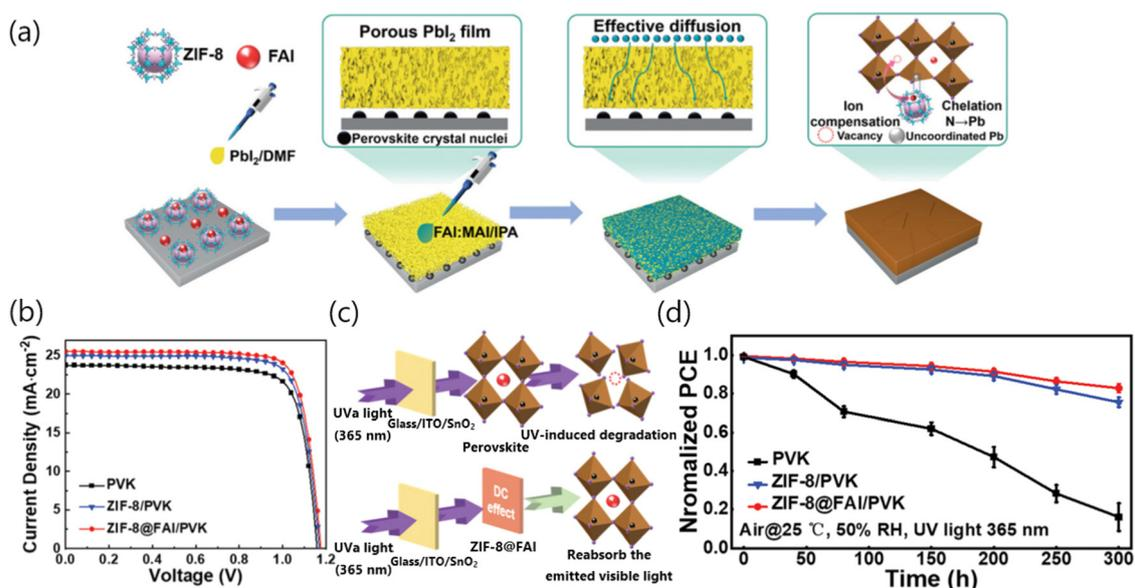 (a)
ZIF-8
FAI
PbI₂/DMF
Porous PbI₂ film
Perovskite crystal nuclei
FAI:MAI/IPA
Effective diffusion
Ion
compensation
Vacancy
Chelation
N→Pb
Uncoordinated Pb
(b)
Current Density (mA·cm⁻²)
25
20
15
10
5
0
PVK
ZIF-8/PVK
ZIF-8@FAI/PVK
0.0 0.2 0.4 0.6 0.8 1.0 1.2
Voltage (V)
(c)
UVa light
(365 nm)
Glass/ITO/SnO₂
Perovskite
UV-induced degradation
UVa light
(365 nm)
Glass/ITO/SnO₂
DC
effect
ZIF-8@FAI
Reabsorb the
emitted visible light
(d)
Nromalized PCE
1.0
0.8
0.6
0.4
0.2
0.0
PVK
ZIF-8/PVK
ZIF-8@FAI/PVK
Air@25 ℃, 50% RH, UV light 365 nm
0 50 100 150 200 250 300
Time (h)